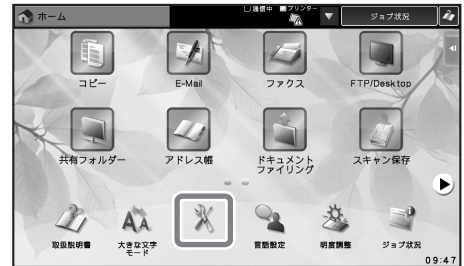 ホーム
通信中
プリンター
ジョブ状況
コピー
E-Mail
ファクス
FTP/Desktop
共有フォルダー
アドレス帳
ドキュメント
ファイリング
スキャン保存
取扱説明書
大きな文字
モード
言語設定
明度調整
ジョブ状況
09:47